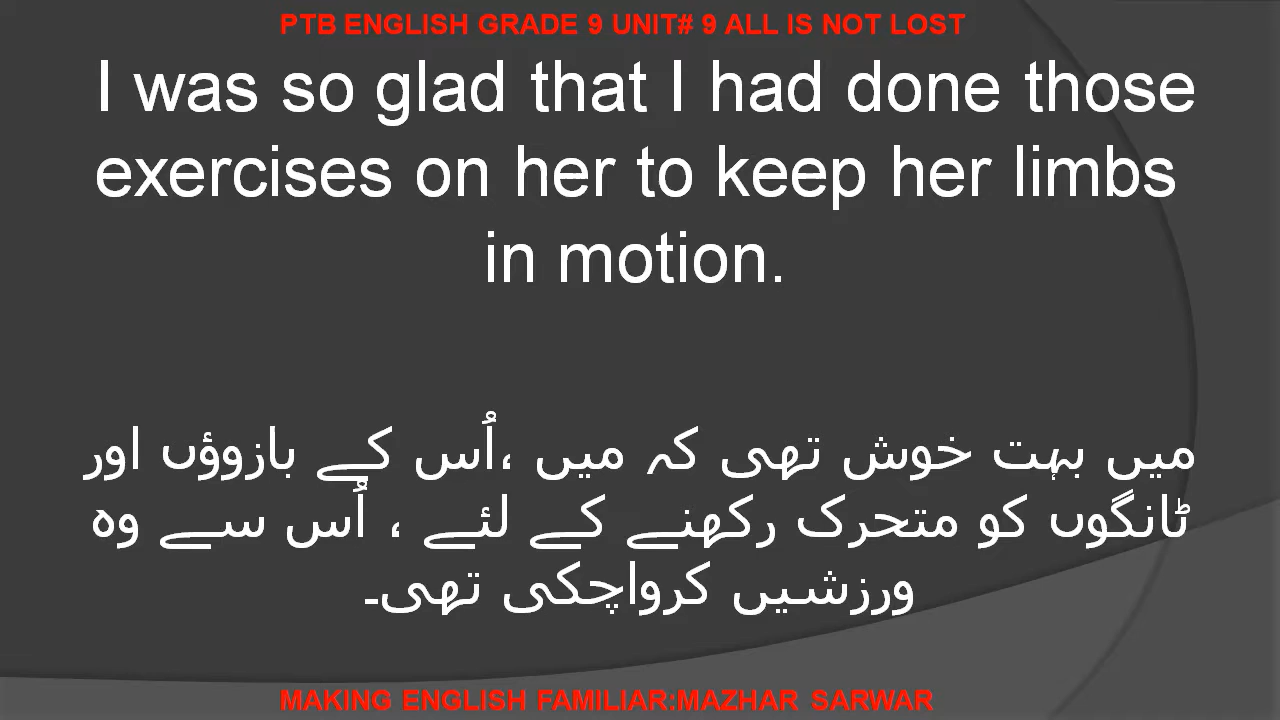 PTB ENGLISH GRADE 9 UNIT# 9 ALL IS NOT LOST
I was so glad that I had done those
exercises on her to keep her limbs
in motion.
میں بہت خوش تھی کہ میں ،اُس کے بازوؤں اور
ٹانگوں کو متحرک رکھنے کے لئے ، اُس سے وہ
ورزشیں کرواچکی تھی۔
MAKING ENGLISH FAMILIAR:MAZHAR SARWAR